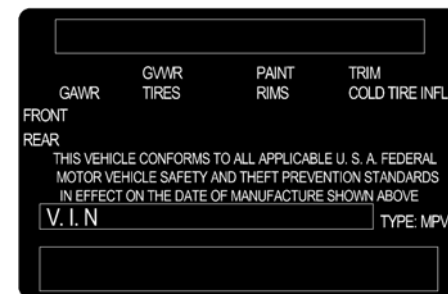 GVWR PAINT TRIM
GAWR TIRES RIMS COLD TIRE INFL
FRONT
REAR
THIS VEHICLE CONFORMS TO ALL APPLICABLE U. S. A. FEDERAL
MOTOR VEHICLE SAFETY AND THEFT PREVENTION STANDARDS
IN EFFECT ON THE DATE OF MANUFACTURE SHOWN ABOVE
V. I. N TYPE: MPV